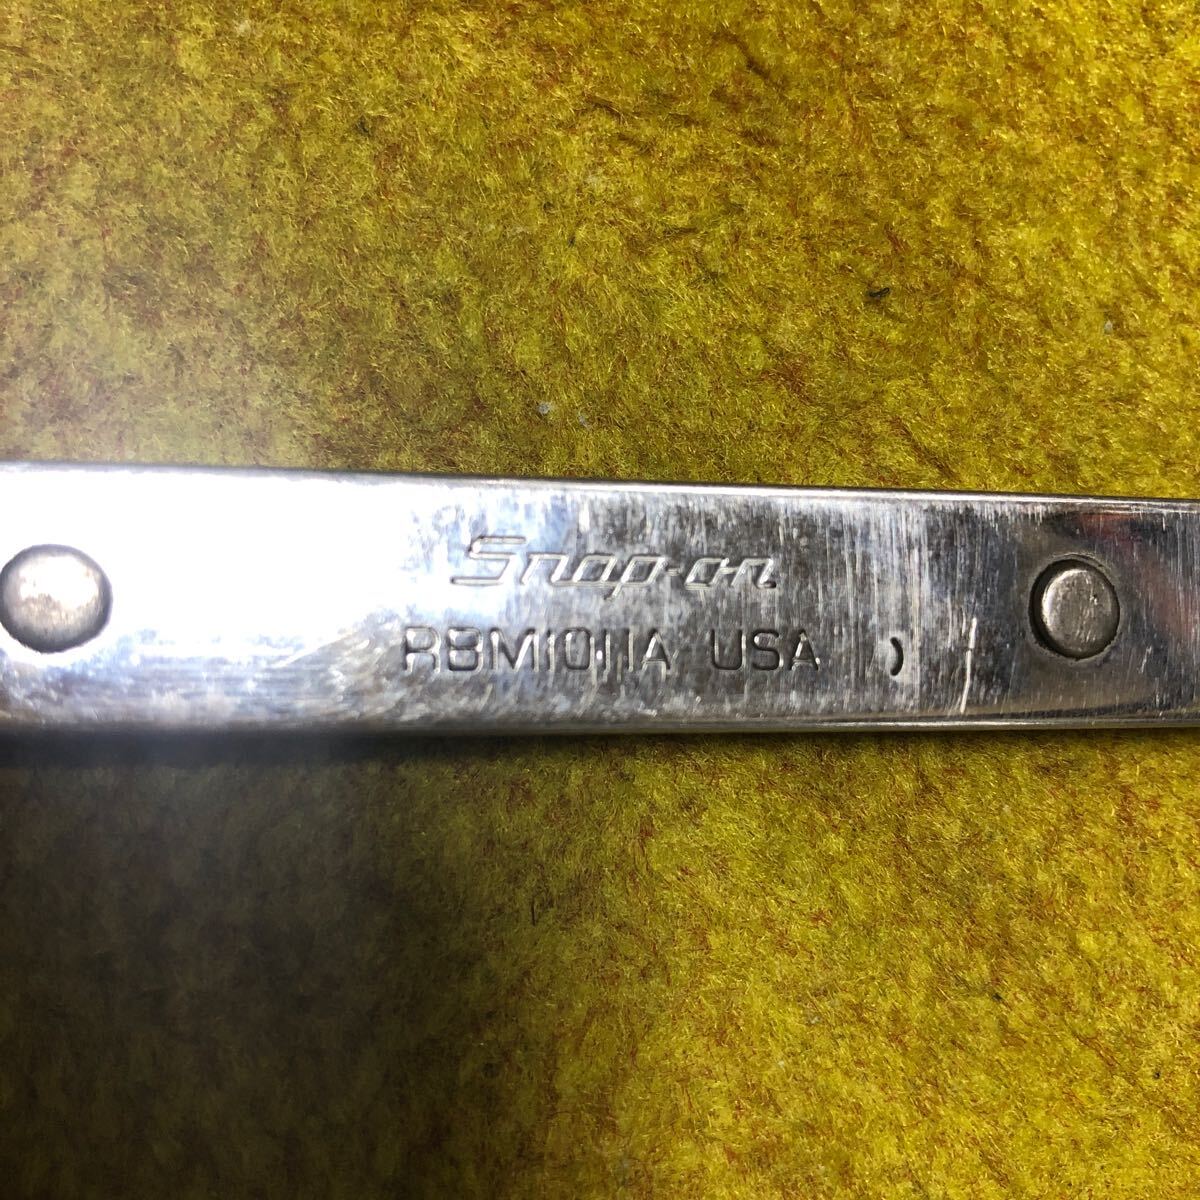 Snap-on
RBM1011A USA )